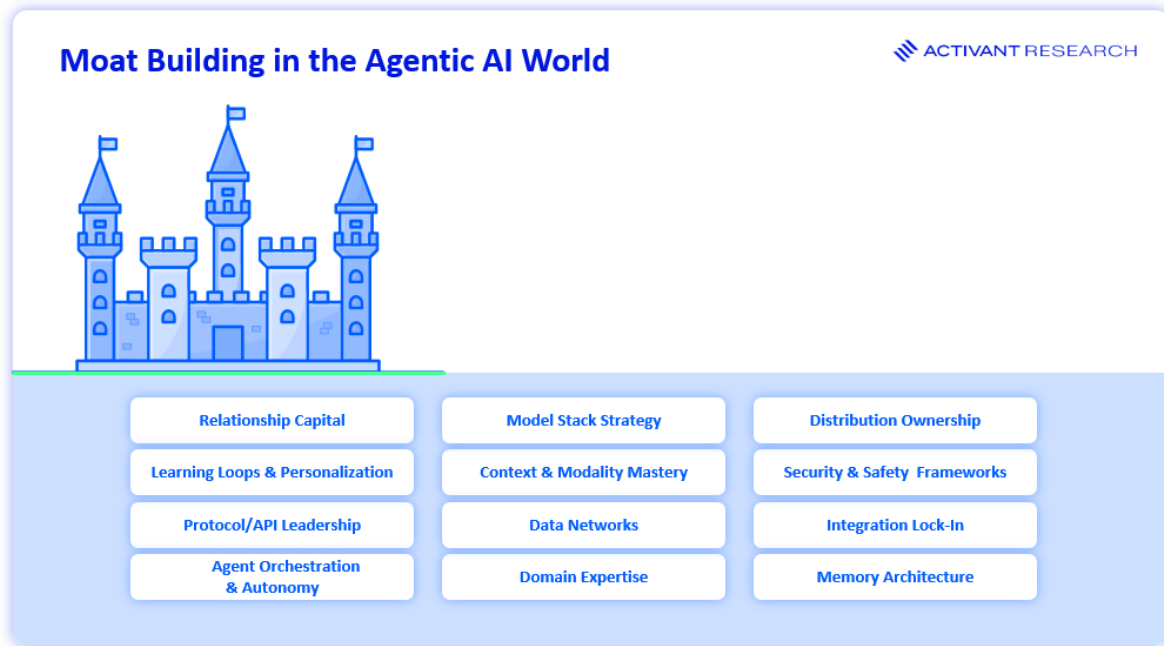 Moat Building in the Agentic AI World
ACTIVANT RESEARCH
Relationship Capital
Model Stack Strategy
Distribution Ownership
Learning Loops & Personalization
Context & Modality Mastery
Security & Safety Frameworks
Protocol/API Leadership
Data Networks
Integration Lock-In
Agent Orchestration
& Autonomy
Domain Expertise
Memory Architecture